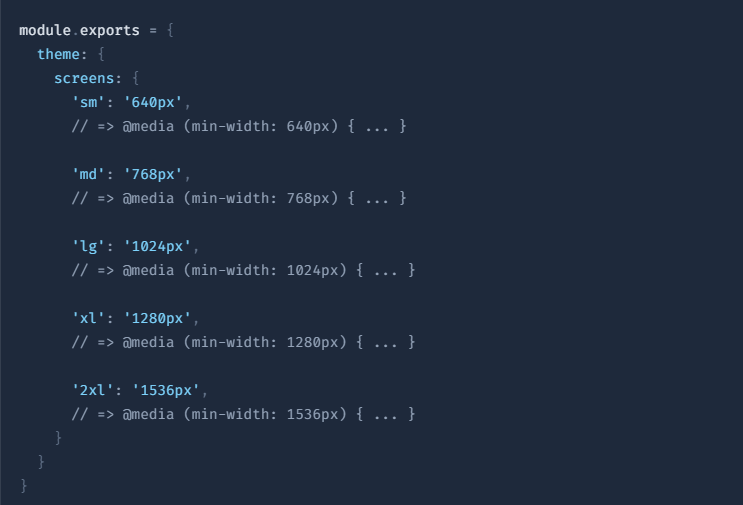 module.exports = {
  theme: {
    screens: {
      'sm': '640px',
      // => @media (min-width: 640px) { ... }

      'md': '768px',
      // => @media (min-width: 768px) { ... }

      'lg': '1024px',
      // => @media (min-width: 1024px) { ... }

      'xl': '1280px',
      // => @media (min-width: 1280px) { ... }

      '2xl': '1536px',
      // => @media (min-width: 1536px) { ... }
    }
  }
}